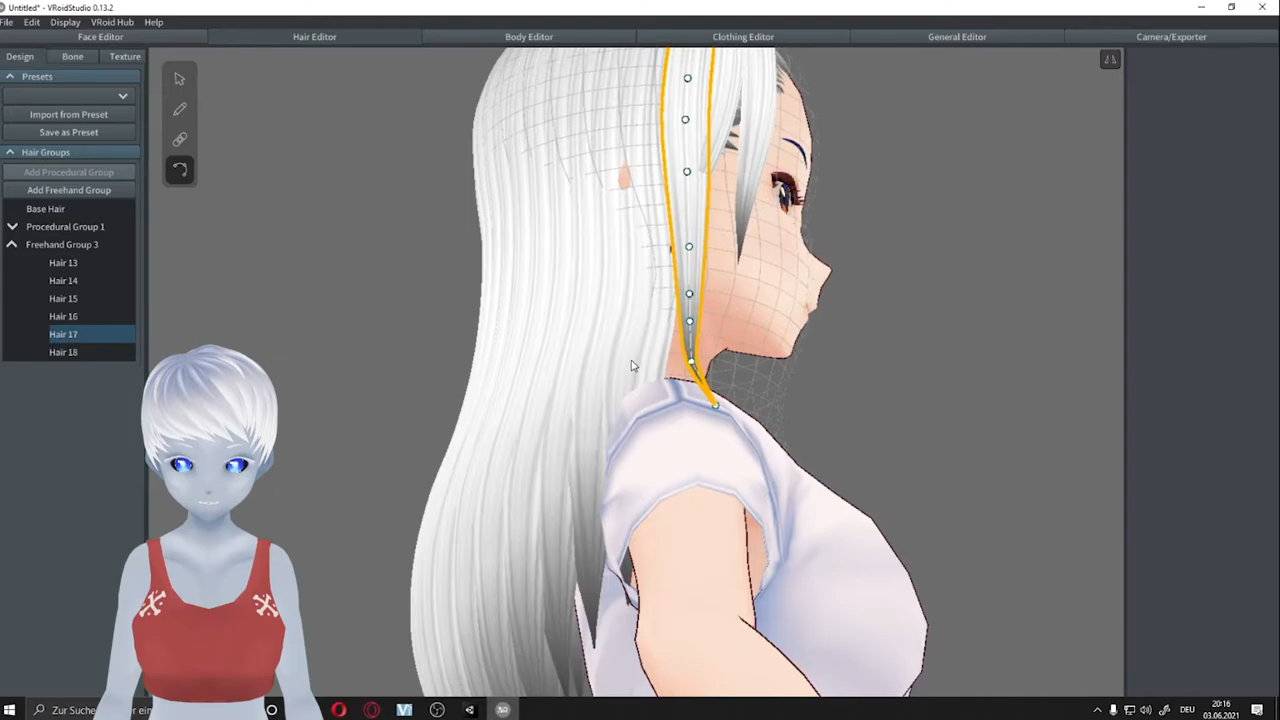 Untitled* - VRoidStudio 0.13.2
File Edit Display VRoid Hub Help
Face Editor Hair Editor Body Editor Clothing Editor General Editor Camera/Exporter
Design Bone Texture
Presets
Import from Preset
Save as Preset
Hair Groups
Add Procedural Group
Add Freehand Group
Base Hair
Procedural Group 1
Freehand Group 3
Hair 13
Hair 14
Hair 15
Hair 16
Hair 17
Hair 18
Zur Suchen ein
20:16
03.06.2021